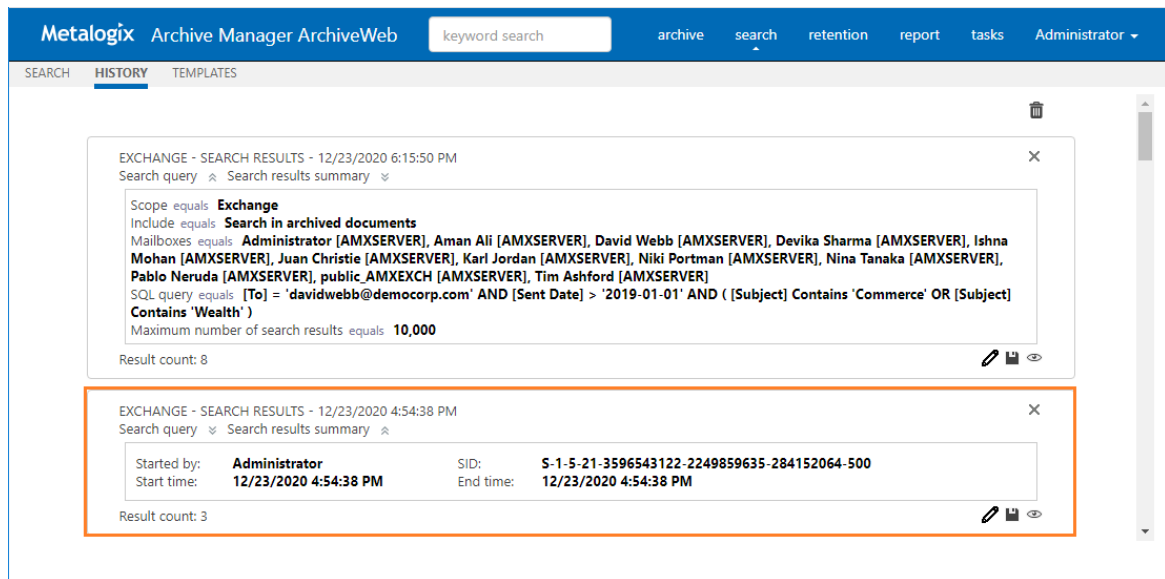 Metalogix Archive Manager ArchiveWeb keyword search archive search retention report tasks Administrator
SEARCH HISTORY TEMPLATES
EXCHANGE - SEARCH RESULTS - 12/23/2020 6:15:50 PM
Search query Search results summary
Scope equals Exchange
Include equals Search in archived documents
Mailboxes equals Administrator [AMXSERVER], Aman Ali [AMXSERVER], David Webb [AMXSERVER], Devika Sharma [AMXSERVER], Ishna
Mohan [AMXSERVER], Juan Christie [AMXSERVER], Karl Jordan [AMXSERVER], Niki Portman [AMXSERVER], Nina Tanaka [AMXSERVER],
Pablo Neruda [AMXSERVER], public_AMXEXCH [AMXSERVER], Tim Ashford [AMXSERVER]
SQL query equals [To] = 'davidwebb@democorp.com' AND [Sent Date] > '2019-01-01' AND ( [Subject] Contains 'Commerce' OR [Subject]
Contains 'Wealth' )
Maximum number of search results equals 10,000
Result count: 8
EXCHANGE - SEARCH RESULTS - 12/23/2020 4:54:38 PM
Search query Search results summary
Started by: Administrator SID: S-1-5-21-3596543122-2249859635-284152064-500
Start time: 12/23/2020 4:54:38 PM End time: 12/23/2020 4:54:38 PM
Result count: 3